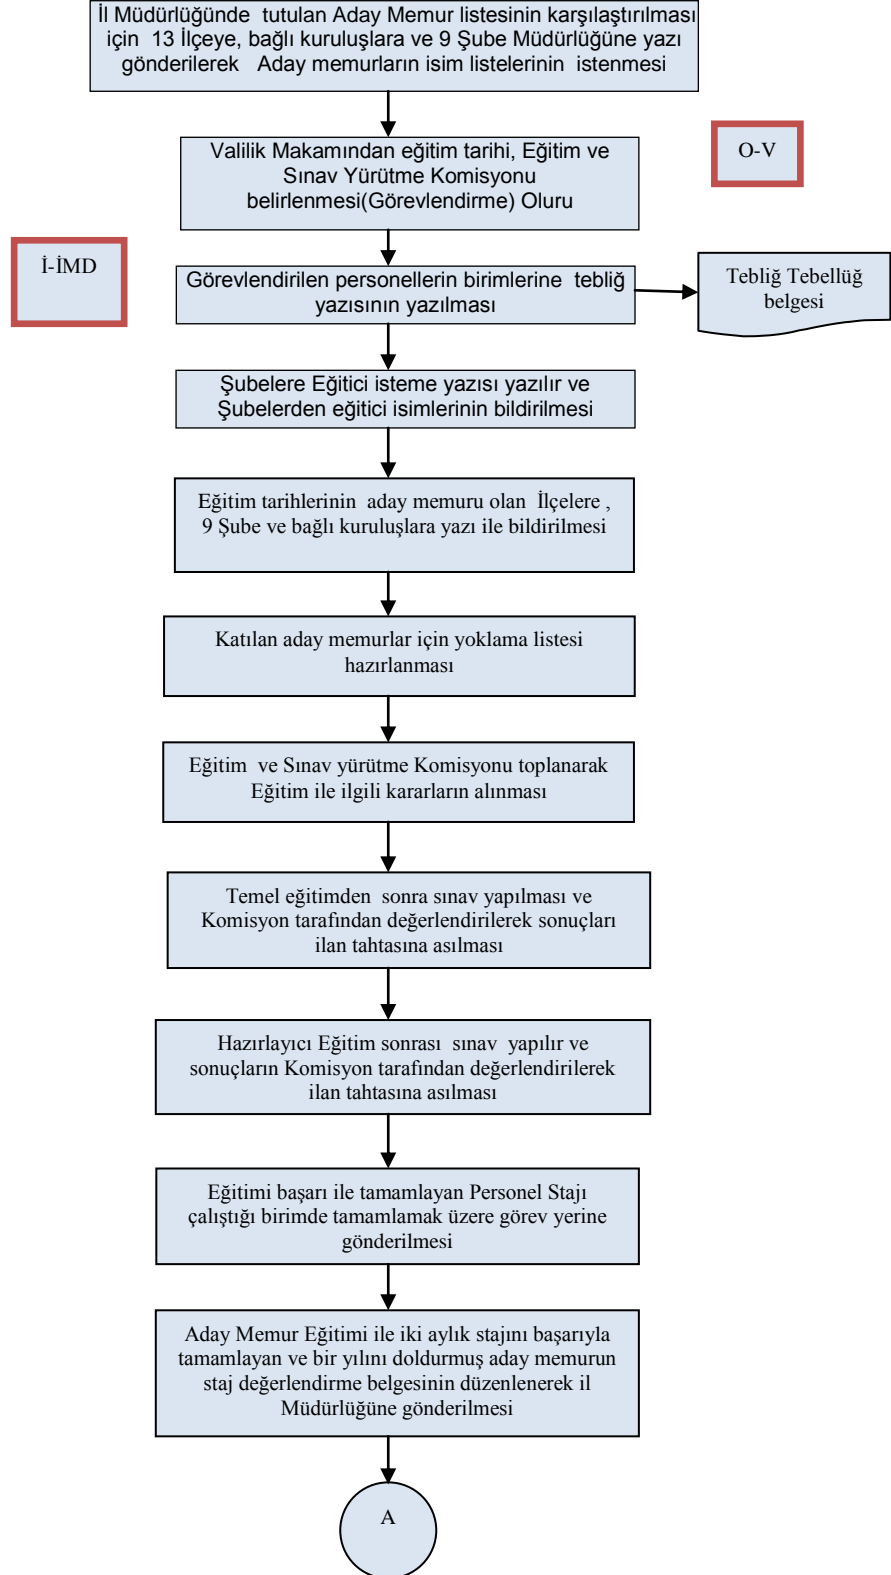 İl Müdürlüğünde tutulan Aday Memur listesinin karşılaştırılması
için 13 İlçeye, bağlı kuruluşlara ve 9 Şube Müdürlüğüne yazı
gönderilerek Aday memurların isim listelerinin istenmesi
Valilik Makamından eğitim tarihi, Eğitim ve
Sınav Yürütme Komisyonu
belirlenmesi(Görevlendirme) Oluru
O-V
İ-İMD
Görevlendirilen personellerin birimlerine tebliğ
yazısının yazılması
Tebliğ Tebellüğ
belgesi
Şubelere Eğitici isteme yazısı yazılır ve
Şubelerden eğitici isimlerinin bildirilmesi
Eğitim tarihlerinin aday memuru olan İlçelere ,
9 Şube ve bağlı kuruluşlara yazı ile bildirilmesi
Katılan aday memurlar için yoklama listesi
hazırlanması
Eğitim ve Sınav yürütme Komisyonu toplanarak
Eğitim ile ilgili kararların alınması
Temel eğitimden sonra sınav yapılması ve
Komisyon tarafından değerlendirilerek sonuçları
ilan tahtasına asılması
Hazırlayıcı Eğitim sonrası sınav yapılır ve
sonuçların Komisyon tarafından değerlendirilerek
ilan tahtasına asılması
Eğitimi başarı ile tamamlayan Personel Stajı
çalıştığı birimde tamamlamak üzere görev yerine
gönderilmesi
Aday Memur Eğitimi ile iki aylık stajını başarıyla
tamamlayan ve bir yılını doldurmuş aday memurun
staj değerlendirme belgesinin düzenlenerek il
Müdürlüğüne gönderilmesi
A